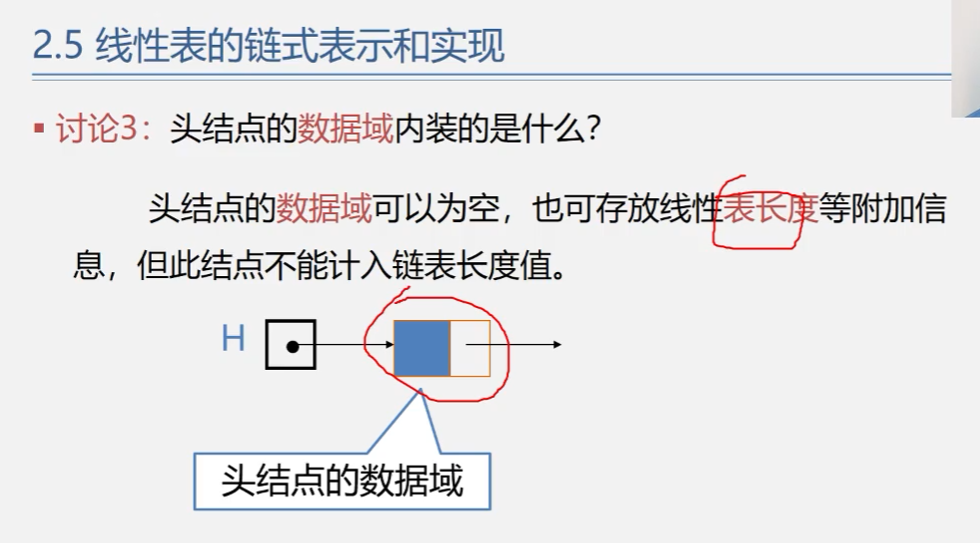 2.5 线性表的链式表示和实现
讨论3：头结点的数据域内装的是什么？
头结点的数据域可以为空，也可存放线性表长度等附加信
息，但此结点不能计入链表长度值。
H
头结点的数据域